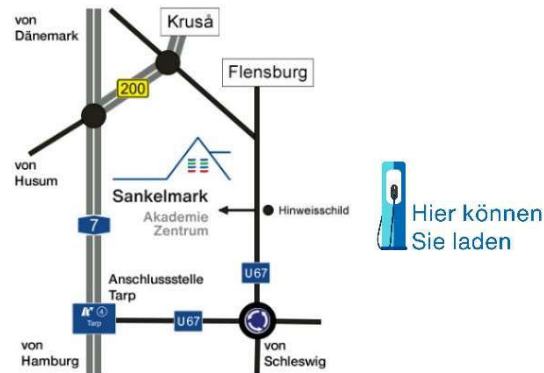 von
Dänemark
Kruså
Flensburg
200
von
Husum
Sankelmark
Akademie
Zentrum
Hinweisschild
Hier können
Sie laden
7
U67
Anschlussstelle
Tarp
4
Tarp
U67
von
Hamburg
von
Schleswig